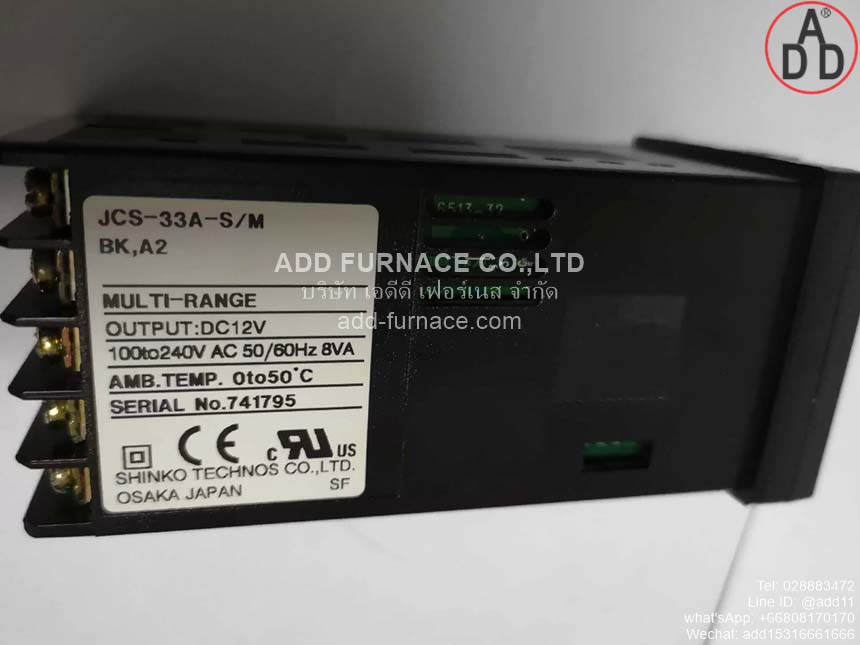 ADD®
JCS-33A-S/M
BK,A2
MULTI-RANGE
OUTPUT:DC12V
100to240V AC 50/60Hz 8VA
AMB.TEMP. 0to50°C
SERIAL No.741795
CE c RU US
SHINKO TECHNOS CO.,LTD.
OSAKA JAPAN SF
ADD FURNACE CO.,LTD
บริษัท เอดีดี เฟอร์เนส จำกัด
add-furnace.com
Tel: 028883472
Line ID: @add11
what'sApp: +66808170170
Wechat: add15316661666